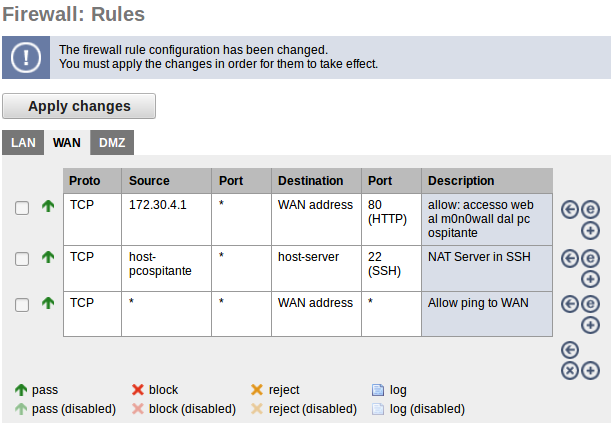 Firewall: Rules
The firewall rule configuration has been changed.
You must apply the changes in order for them to take effect.
Apply changes
LAN WAN DMZ
Proto Source Port Destination Port Description
TCP 172.30.4.1 * WAN address 80 (HTTP) allow: accesso web al m0n0wall dal pc ospitante
TCP host-pcospitante * host-server 22 (SSH) NAT Server in SSH
TCP * * WAN address * Allow ping to WAN
pass block reject log
pass (disabled) block (disabled) reject (disabled) log (disabled)